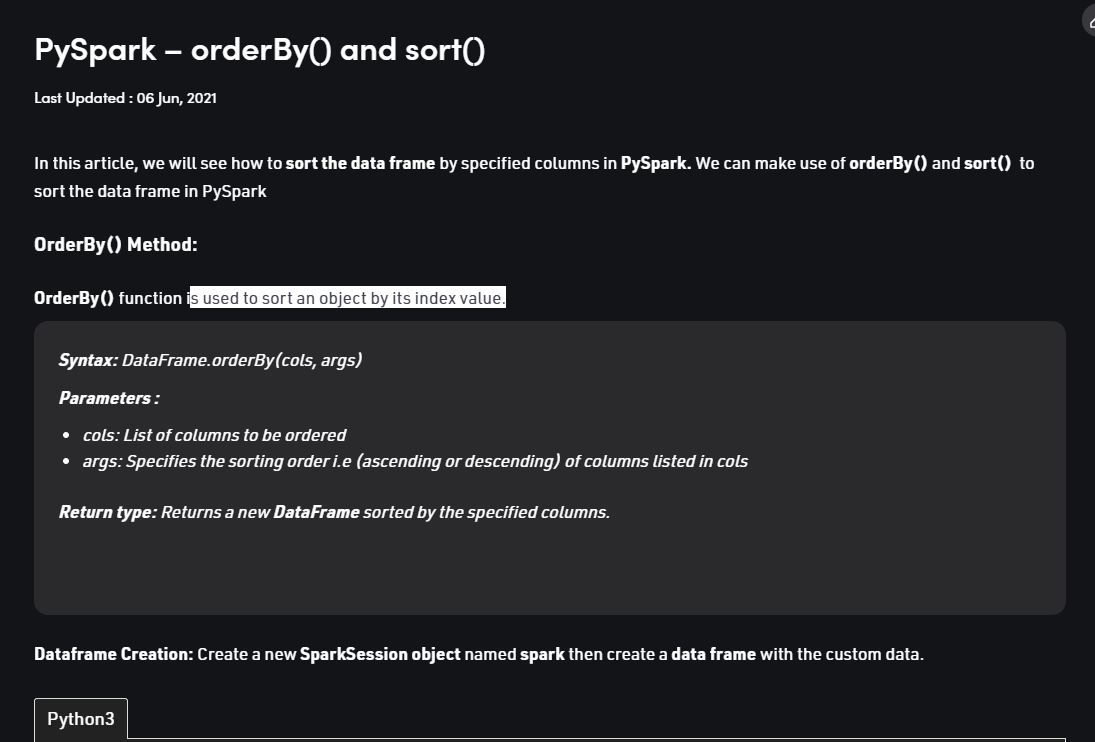 PySpark – orderBy() and sort()
Last Updated : 06 Jun, 2021
In this article, we will see how to sort the data frame by specified columns in PySpark. We can make use of orderBy() and sort() to
sort the data frame in PySpark
OrderBy() Method:
OrderBy() function is used to sort an object by its index value.
Syntax: DataFrame.orderBy(cols, args)
Parameters :
• cols: List of columns to be ordered
• args: Specifies the sorting order i.e (ascending or descending) of columns listed in cols
Return type: Returns a new DataFrame sorted by the specified columns.
Dataframe Creation: Create a new SparkSession object named spark then create a data frame with the custom data.
Python3